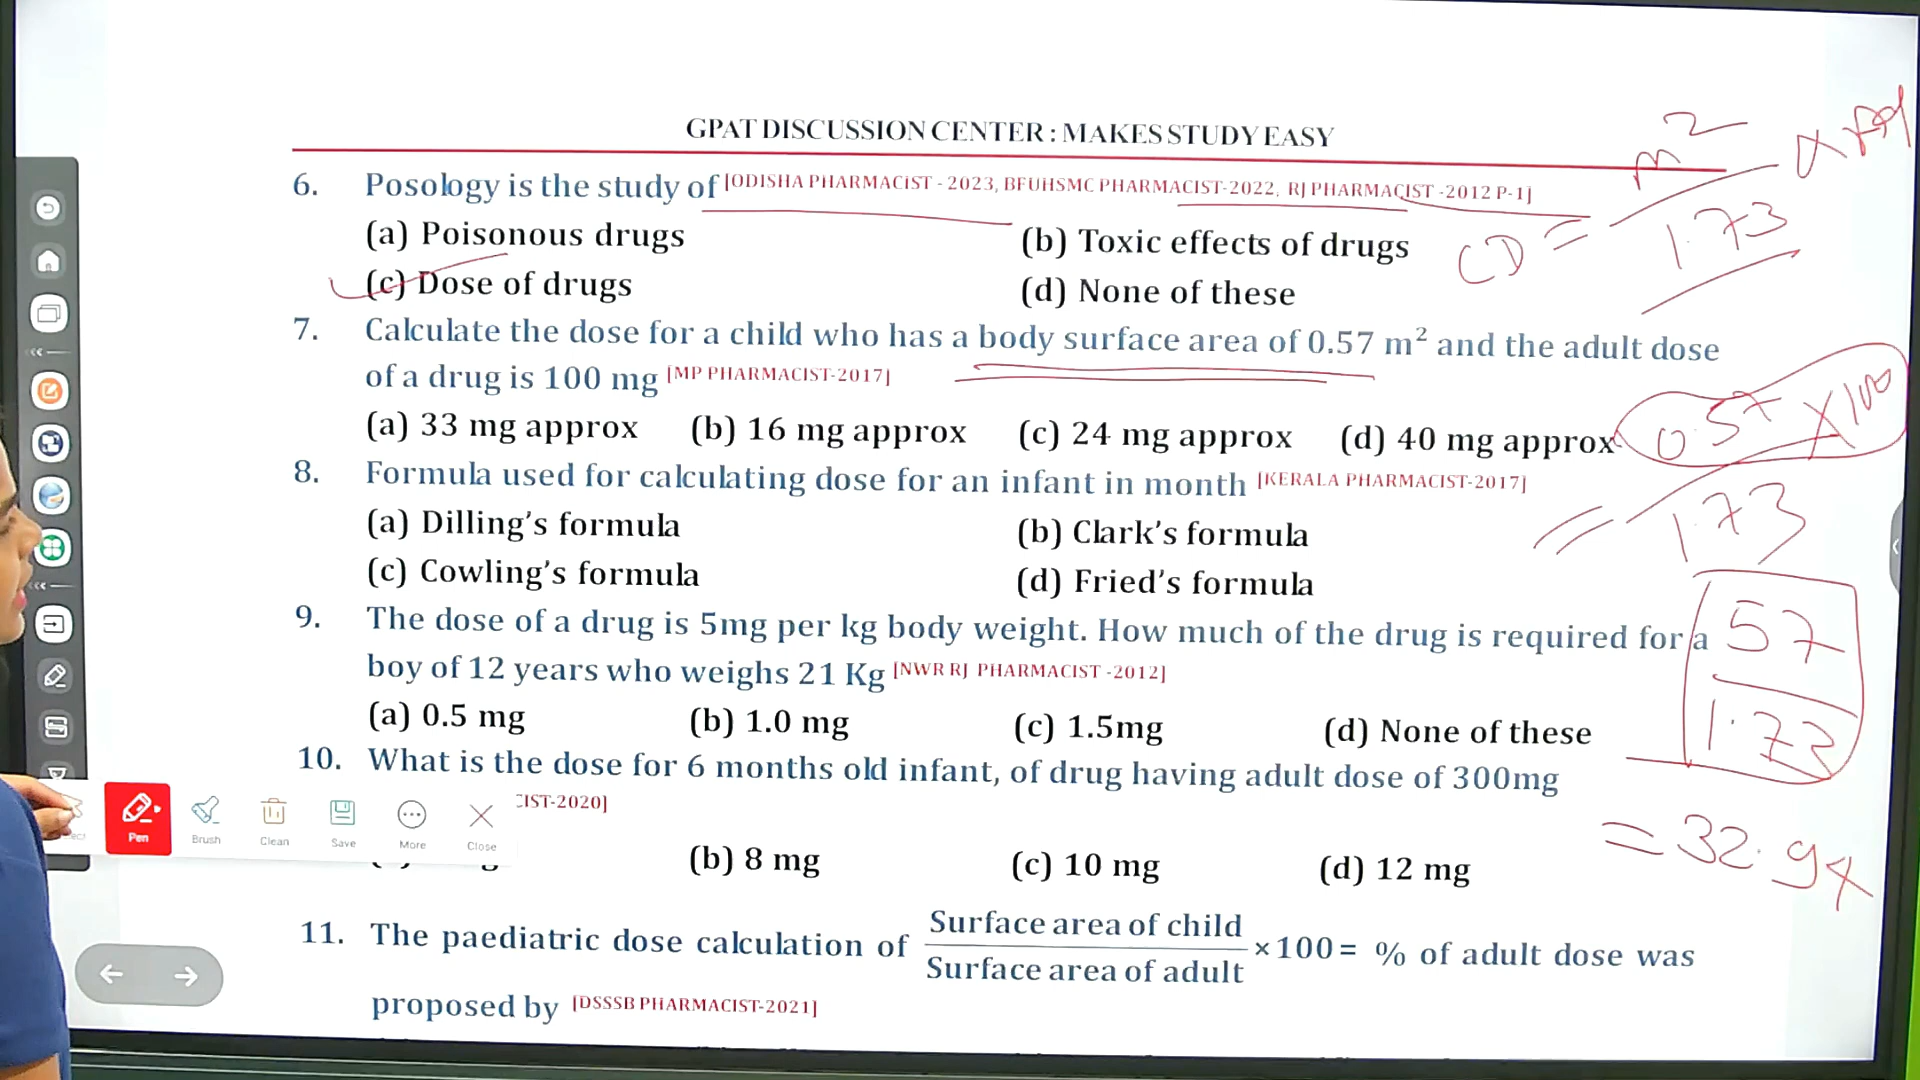 GPAT DISCUSSION CENTER : MAKES STUDY EASY
6. Posology is the study of [ODISHA PHARMACIST - 2023, BFUHSMC PHARMACIST-2022, RJ PHARMACIST -2012 P-1]
(a) Poisonous drugs (b) Toxic effects of drugs
(c) Dose of drugs (d) None of these
CD = m2
1.73
7. Calculate the dose for a child who has a body surface area of 0.57 m² and the adult dose
of a drug is 100 mg [MP PHARMACIST-2017]
(a) 33 mg approx (b) 16 mg approx (c) 24 mg approx (d) 40 mg approx
0.57 X 100
= 1.73
8. Formula used for calculating dose for an infant in month [KERALA PHARMACIST-2017]
(a) Dilling's formula (b) Clark's formula
(c) Cowling's formula (d) Fried's formula
9. The dose of a drug is 5mg per kg body weight. How much of the drug is required for a
boy of 12 years who weighs 21 Kg [NWR RJ PHARMACIST -2012]
(a) 0.5 mg (b) 1.0 mg (c) 1.5mg (d) None of these
57
1.73
= 32.94
10. What is the dose for 6 months old infant, of drug having adult dose of 300mg
CIST-2020]
(b) 8 mg (c) 10 mg (d) 12 mg
Pen Brush Clean Save More Close
11. The paediatric dose calculation of Surface area of child
Surface area of adult ×100 = % of adult dose was
proposed by [DSSSB PHARMACIST-2021]